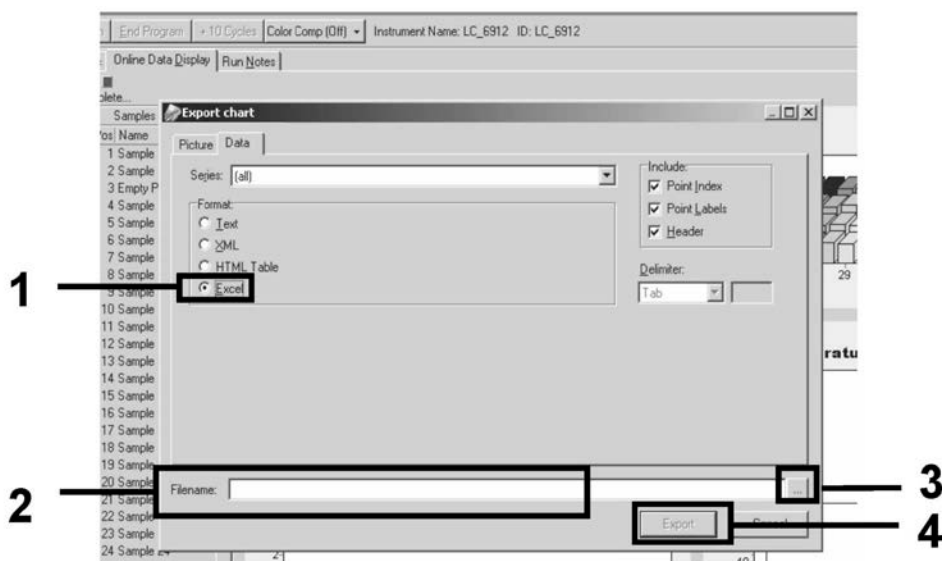 End Program + 10 Cycles Color Comp (Off) Instrument Name: LC_6912 ID: LC_6912
Online Data Display Run Notes
Samples
Export chart
Name
Picture Data
1 Sample
2 Sample
3 Empty P
4 Sample
5 Sample
6 Sample
7 Sample
8 Sample
9 Sample
10 Sample
11 Sample
12 Sample
13 Sample
14 Sample
15 Sample
16 Sample
17 Sample
18 Sample
19 Sample
20 Sample
21 Sample
22 Sample
23 Sample
24 Sample 24
Series: (all)
Include:
Point Index
Point Labels
Header
Format:
Text
XML
HTML Table
Excel
Delimiter:
Tab
29
ratu
Filename:
...
Export
1
2
3
4